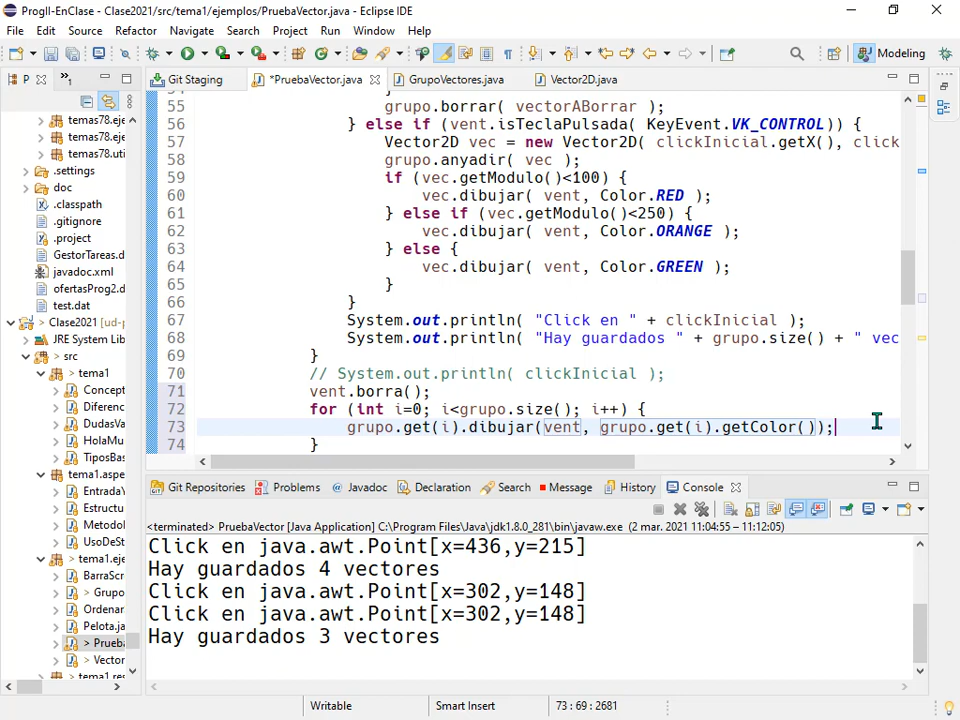 ProgII-EnClase - Clase2021/src/tema1/ejemplos/PruebaVector.java - Eclipse IDE
File Edit Source Refactor Navigate Search Project Run Window Help
Modeling
P
»1
Git Staging
*PruebaVector.java
GrupoVectores.java
Vector2D.java
temas78.eje
temas78.eje
temas78.uti
.settings
doc
.classpath
.gitignore
.project
GestorTareas.d
javadoc.xml
ofertasProg2.d
test.dat
> Clase2021 [ud-p
JRE System Lib
> src
tema1
Concept
Diferenc
DudasVa
HolaMu
TiposBas
tema1.aspe
EntradaY
Estructu
Metodol
UsoDeSt
tema1.eje
BarraScr
> Grupo
Ordenar
Pelota.ja
> Prueb
> Vector
tema1.res
54 }
55 grupo.borrar( vectorABorrar );
56 } else if (vent.isTeclaPulsada( KeyEvent.VK_CONTROL)) {
57 Vector2D vec = new Vector2D( clickInicial.getX(), click
58 grupo.anyadir( vec );
59 if (vec.getModulo()<100) {
60 vec.dibujar( vent, Color.RED );
61 } else if (vec.getModulo()<250) {
62 vec.dibujar( vent, Color.ORANGE );
63 } else {
64 vec.dibujar( vent, Color.GREEN );
65 }
66 }
67 System.out.println( "Click en " + clickInicial );
68 System.out.println( "Hay guardados " + grupo.size() + " vec
69 }
70 // System.out.println( clickInicial );
71 vent.borra();
72 for (int i=0; i<grupo.size(); i++) {
73 grupo.get(i).dibujar(vent, grupo.get(i).getColor());
74 }
Git Repositories
Problems
@ Javadoc
Declaration
Search
Message
History
Console
<terminated> PruebaVector [Java Application] C:\Program Files\Java\jdk1.8.0_281\bin\javaw.exe (2 mar. 2021 11:04:55 – 11:12:05)
Click en java.awt.Point[x=436,y=215]
Hay guardados 4 vectores
Click en java.awt.Point[x=302,y=148]
Click en java.awt.Point[x=302,y=148]
Hay guardados 3 vectores
Writable
Smart Insert
73 : 69 : 2681